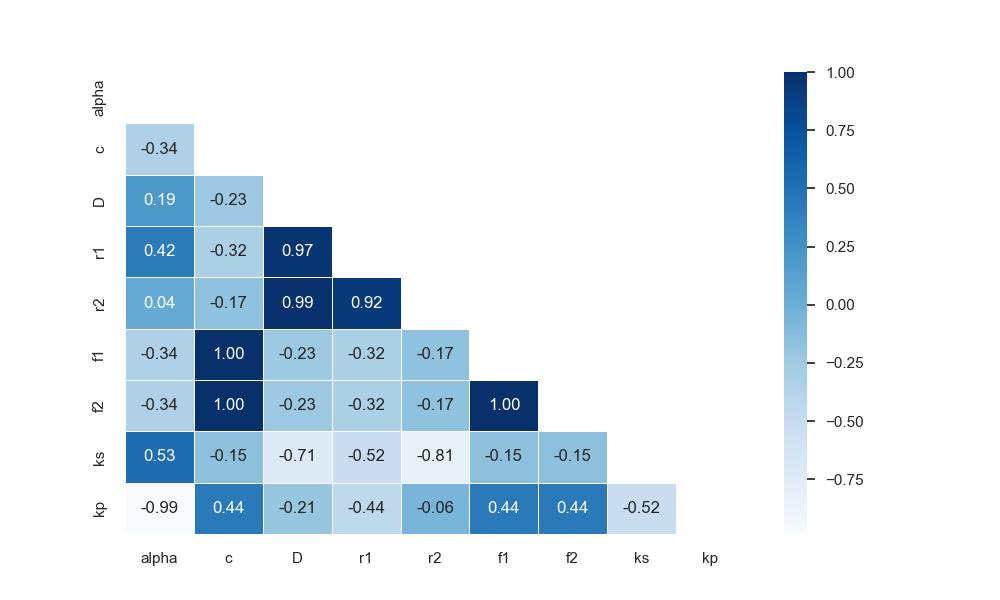 alpha
c -0.34
D 0.19 -0.23
r1 0.42 -0.32 0.97
r2 0.04 -0.17 0.99 0.92
f1 -0.34 1.00 -0.23 -0.32 -0.17
f2 -0.34 1.00 -0.23 -0.32 -0.17 1.00
ks 0.53 -0.15 -0.71 -0.52 -0.81 -0.15 -0.15
kp -0.99 0.44 -0.21 -0.44 -0.06 0.44 0.44 -0.52
alpha c D r1 r2 f1 f2 ks kp
1.00
0.75
0.50
0.25
0.00
−0.25
−0.50
−0.75